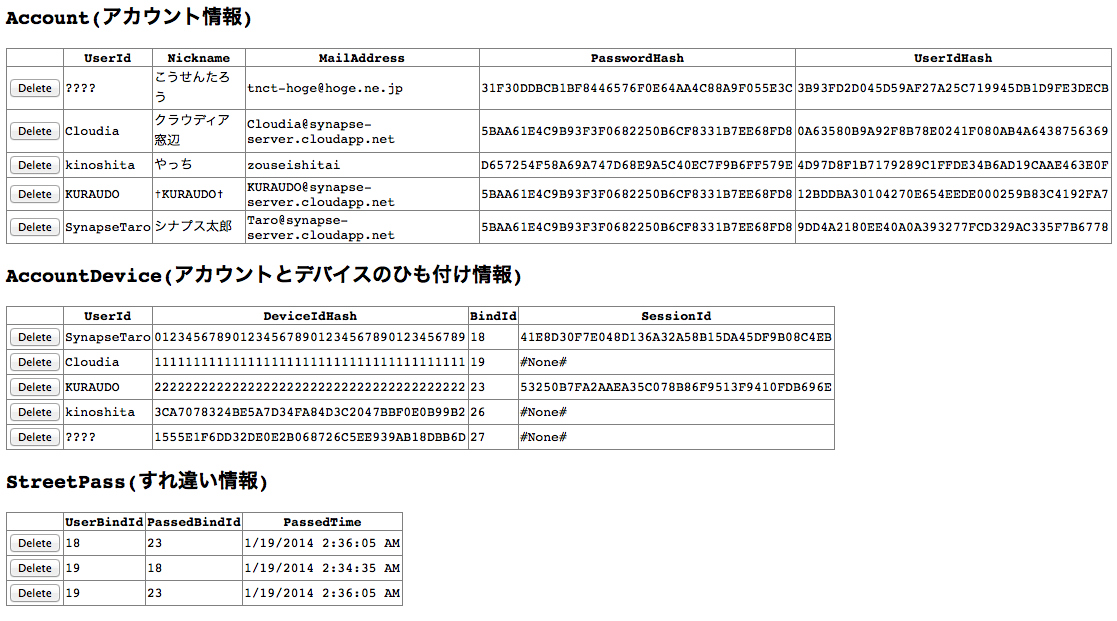 Account(アカウント情報)
UserId Nickname MailAddress PasswordHash UserIdHash
Delete ???? こうせんたろう tnct-hoge@hoge.ne.jp 31F30DDBCB1BF8446576F0E64AA4C88A9F055E3C 3B93FD2D045D59AF27A25C719945DB1D9FE3DECB
Delete Cloudia クラウディア窓辺 Cloudia@synapse-server.cloudapp.net 5BAA61E4C9B93F3F0682250B6CF8331B7EE68FD8 0A63580B9A92F8B78E0241F080AB4A6438756369
Delete kinoshita やっち zouseishitai D657254F58A69A747D68E9A5C40EC7F9B6FF579E 4D97D8F1B7179289C1FFDE34B6AD19CAAE463E0F
Delete KURAUDO †KURAUDO† KURAUDO@synapse-server.cloudapp.net 5BAA61E4C9B93F3F0682250B6CF8331B7EE68FD8 12BDDBA30104270E654EEDE000259B83C4192FA7
Delete SynapseTaro シナプス太郎 Taro@synapse-server.cloudapp.net 5BAA61E4C9B93F3F0682250B6CF8331B7EE68FD8 9DD4A2180EE40A0A393277FCD329AC335F7B6778
AccountDevice(アカウントとデバイスのひも付け情報)
UserId DeviceIdHash BindId SessionId
Delete SynapseTaro 0123456789012345678901234567890123456789 18 41E8D30F7E048D136A32A58B15DA45DF9B08C4EB
Delete Cloudia 1111111111111111111111111111111111111111 19 #None#
Delete KURAUDO 2222222222222222222222222222222222222222 23 53250B7FA2AAEA35C078B86F9513F9410FDB696E
Delete kinoshita 3CA7078324BE5A7D34FA84D3C2047BBF0E0B99B2 26 #None#
Delete ???? 1555E1F6DD32DE0E2B068726C5EE939AB18DBB6D 27 #None#
StreetPass(すれ違い情報)
UserBindId PassedBindId PassedTime
Delete 18 23 1/19/2014 2:36:05 AM
Delete 19 18 1/19/2014 2:34:35 AM
Delete 19 23 1/19/2014 2:36:05 AM